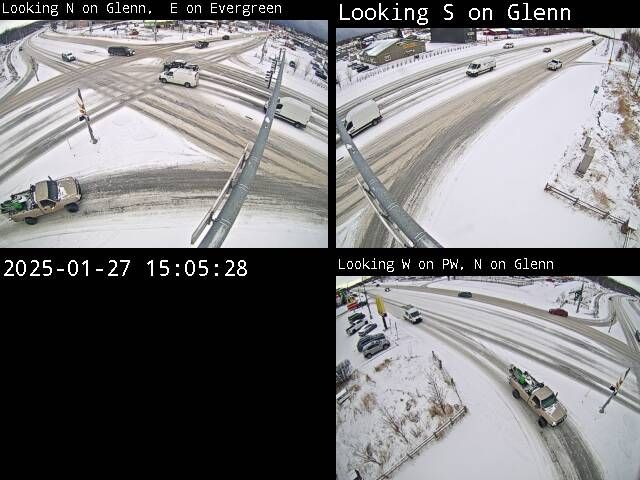 Looking N on Glenn,  E on Evergreen
Looking S on Glenn
2025-01-27 15:05:28
Looking W on PW, N on Glenn